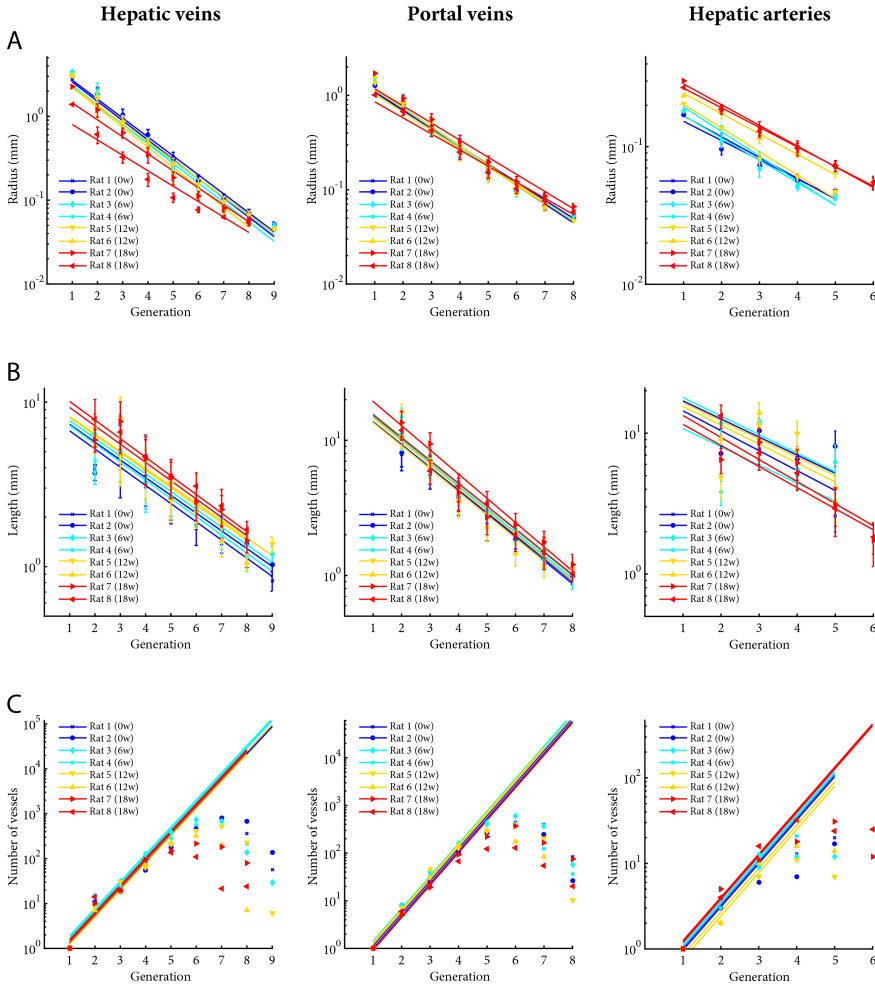 Hepatic veins
Portal veins
Hepatic arteries
A
Radius (mm)
10^0
10^-1
10^-2
Rat 1 (0w)
Rat 2 (0w)
Rat 3 (6w)
Rat 4 (6w)
Rat 5 (12w)
Rat 6 (12w)
Rat 7 (18w)
Rat 8 (18w)
1 2 3 4 5 6 7 8 9
Generation
Radius (mm)
10^0
10^-1
10^-2
Rat 1 (0w)
Rat 2 (0w)
Rat 3 (6w)
Rat 4 (6w)
Rat 5 (12w)
Rat 6 (12w)
Rat 7 (18w)
Rat 8 (18w)
1 2 3 4 5 6 7 8
Generation
Radius (mm)
10^-1
10^-2
Rat 1 (0w)
Rat 2 (0w)
Rat 3 (6w)
Rat 4 (6w)
Rat 5 (12w)
Rat 6 (12w)
Rat 7 (18w)
Rat 8 (18w)
1 2 3 4 5 6
Generation
B
Length (mm)
10^1
10^0
Rat 1 (0w)
Rat 2 (0w)
Rat 3 (6w)
Rat 4 (6w)
Rat 5 (12w)
Rat 6 (12w)
Rat 7 (18w)
Rat 8 (18w)
1 2 3 4 5 6 7 8 9
Generation
Length (mm)
10^1
10^0
Rat 1 (0w)
Rat 2 (0w)
Rat 3 (6w)
Rat 4 (6w)
Rat 5 (12w)
Rat 6 (12w)
Rat 7 (18w)
Rat 8 (18w)
1 2 3 4 5 6 7 8
Generation
Length (mm)
10^1
10^0
Rat 1 (0w)
Rat 2 (0w)
Rat 3 (6w)
Rat 4 (6w)
Rat 5 (12w)
Rat 6 (12w)
Rat 7 (18w)
Rat 8 (18w)
1 2 3 4 5 6
Generation
C
Number of vessels
10^5
10^4
10^3
10^2
10^1
10^0
Rat 1 (0w)
Rat 2 (0w)
Rat 3 (6w)
Rat 4 (6w)
Rat 5 (12w)
Rat 6 (12w)
Rat 7 (18w)
Rat 8 (18w)
1 2 3 4 5 6 7 8 9
Generation
Number of vessels
10^4
10^3
10^2
10^1
10^0
Rat 1 (0w)
Rat 2 (0w)
Rat 3 (6w)
Rat 4 (6w)
Rat 5 (12w)
Rat 6 (12w)
Rat 7 (18w)
Rat 8 (18w)
1 2 3 4 5 6 7 8
Generation
Number of vessels
10^2
10^1
10^0
Rat 1 (0w)
Rat 2 (0w)
Rat 3 (6w)
Rat 4 (6w)
Rat 5 (12w)
Rat 6 (12w)
Rat 7 (18w)
Rat 8 (18w)
1 2 3 4 5 6
Generation